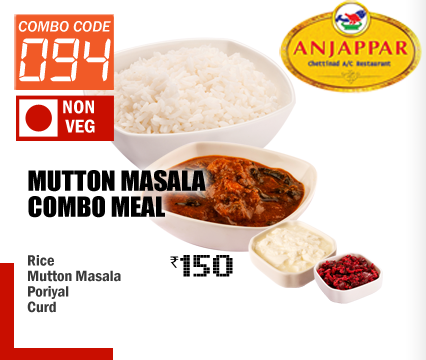 COMBO CODE
094
NON
VEG
ANJAPPAR
Chettinad A/C Restaurant
MUTTON MASALA
COMBO MEAL
Rice
Mutton Masala
Poriyal
Curd
₹150